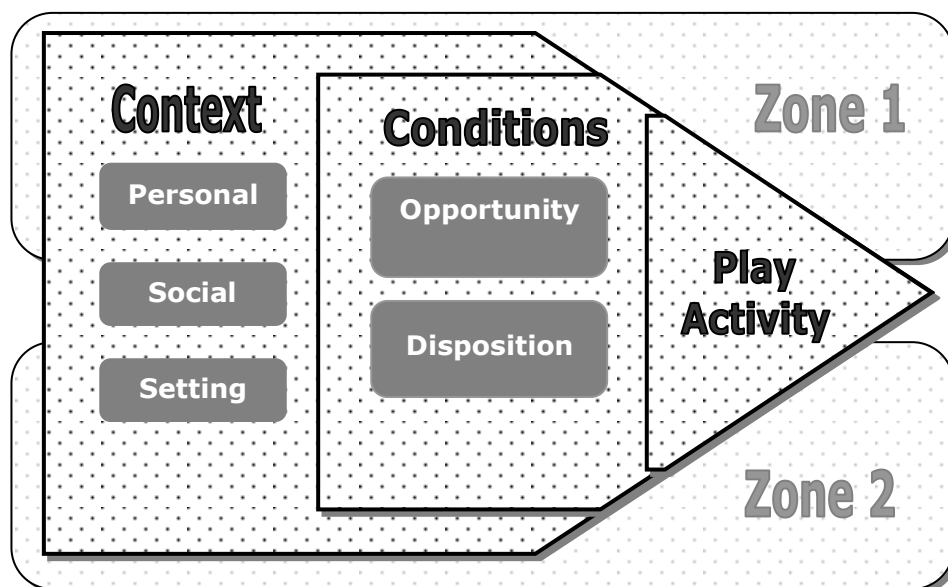 Context
Personal
Social
Setting
Conditions
Opportunity
Disposition
Play
Activity
Zone 1
Zone 2